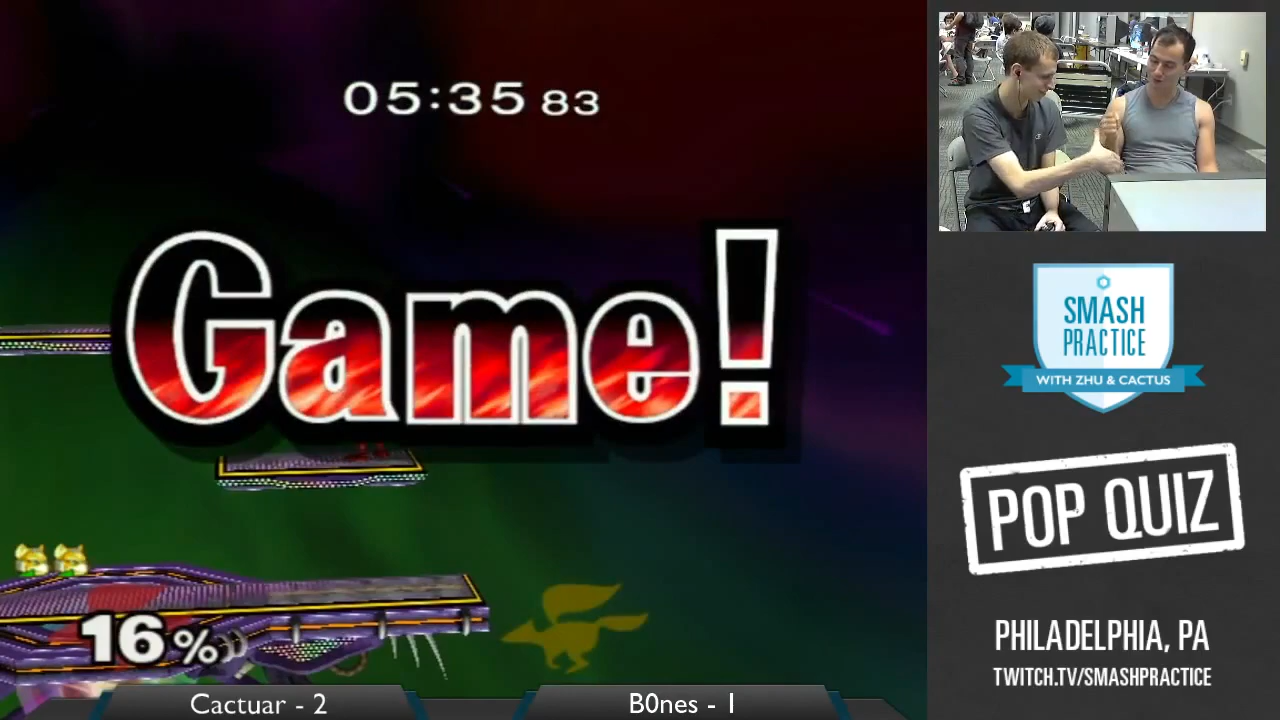 05:35 83
Game!
16%
Cactuar - 2
B0nes - 1
SMASH
PRACTICE
WITH ZHU & CACTUS
POP QUIZ
PHILADELPHIA, PA
TWITCH.TV/SMASHPRACTICE